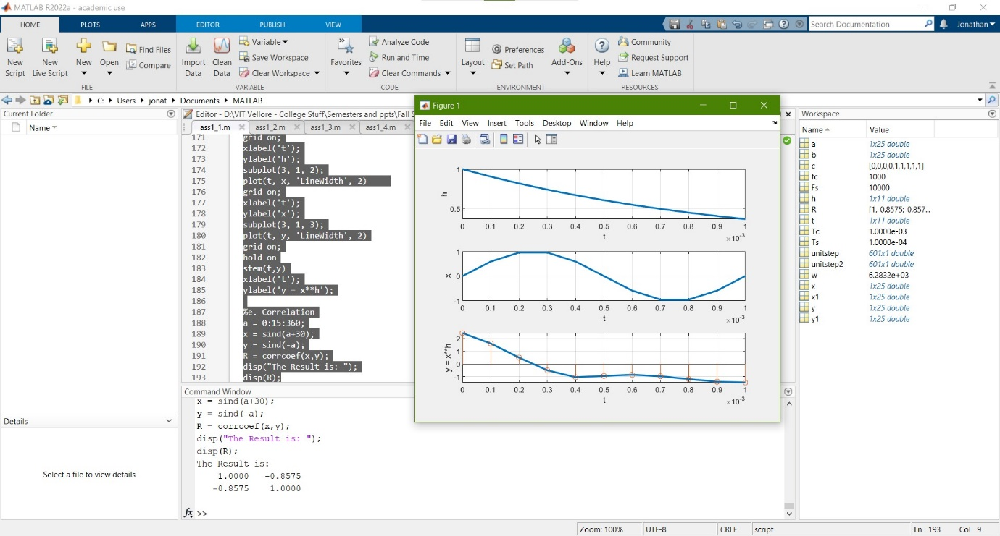 MATLAB R2022a - academic use
HOME PLOTS APPS EDITOR PUBLISH VIEW
Search Documentation
Jonathan
New Script
New Live Script
New
Open
Find Files
Compare
FILE
Import Data
Clean Data
Variable
Save Workspace
Clear Workspace
VARIABLE
Favorites
Analyze Code
Run and Time
Clear Commands
CODE
Layout
Preferences
Set Path
Add-Ons
ENVIRONMENT
Help
Community
Request Support
Learn MATLAB
RESOURCES
C: Users jonat Documents MATLAB
Current Folder
Name
Details
Select a file to view details
Editor - D:\VIT Vellore - College Stuff\Semesters and ppts\Fall S
ass1_1.m ass1_2.m ass1_3.m ass1_4.m
171 grid on;
172 xlabel('t');
173 ylabel('h');
174 subplot(3, 1, 2);
175 plot(t, x, 'LineWidth', 2)
176 grid on;
177 xlabel('t');
178 ylabel('x');
179 subplot(3, 1, 3);
180 plot(t, y, 'LineWidth', 2)
181 grid on;
182 hold on
183 stem(t,y)
184 xlabel('t');
185 ylabel('y = x**h');
186
187 %e. Correlation
188 a = 0:15:360;
189 x = sind(a+30);
190 y = sind(-a);
191 R = corrcoef(x,y);
192 disp("The Result is: ");
193 disp(R);
Command Window
x = sind(a+30);
y = sind(-a);
R = corrcoef(x,y);
disp("The Result is: ");
disp(R);
The Result is:
1.0000 -0.8575
-0.8575 1.0000
fx >>
Figure 1
File Edit View Insert Tools Desktop Window Help
1
h
0.5
0 0.1 0.2 0.3 0.4 0.5 0.6 0.7 0.8 0.9 1
t
×10-3
1
x 0
-1
0 0.1 0.2 0.3 0.4 0.5 0.6 0.7 0.8 0.9 1
t
×10-3
y = x**h
2
1
0
-1
0 0.1 0.2 0.3 0.4 0.5 0.6 0.7 0.8 0.9 1
t
×10-3
Workspace
Name Value
a 1x25 double
b 1x25 double
c [0,0,0,0,1,1,1,1,1]
fc 1000
Fs 10000
h 1x11 double
R [1,-0.8575;-0.857...
t 1x11 double
Tc 1.0000e-03
Ts 1.0000e-04
unitstep 601x1 double
unitstep2 601x1 double
w 6.2832e+03
x 1x25 double
x1 1x25 double
y 1x25 double
y1 1x25 double
Zoom: 100% UTF-8 CRLF script Ln 193 Col 9